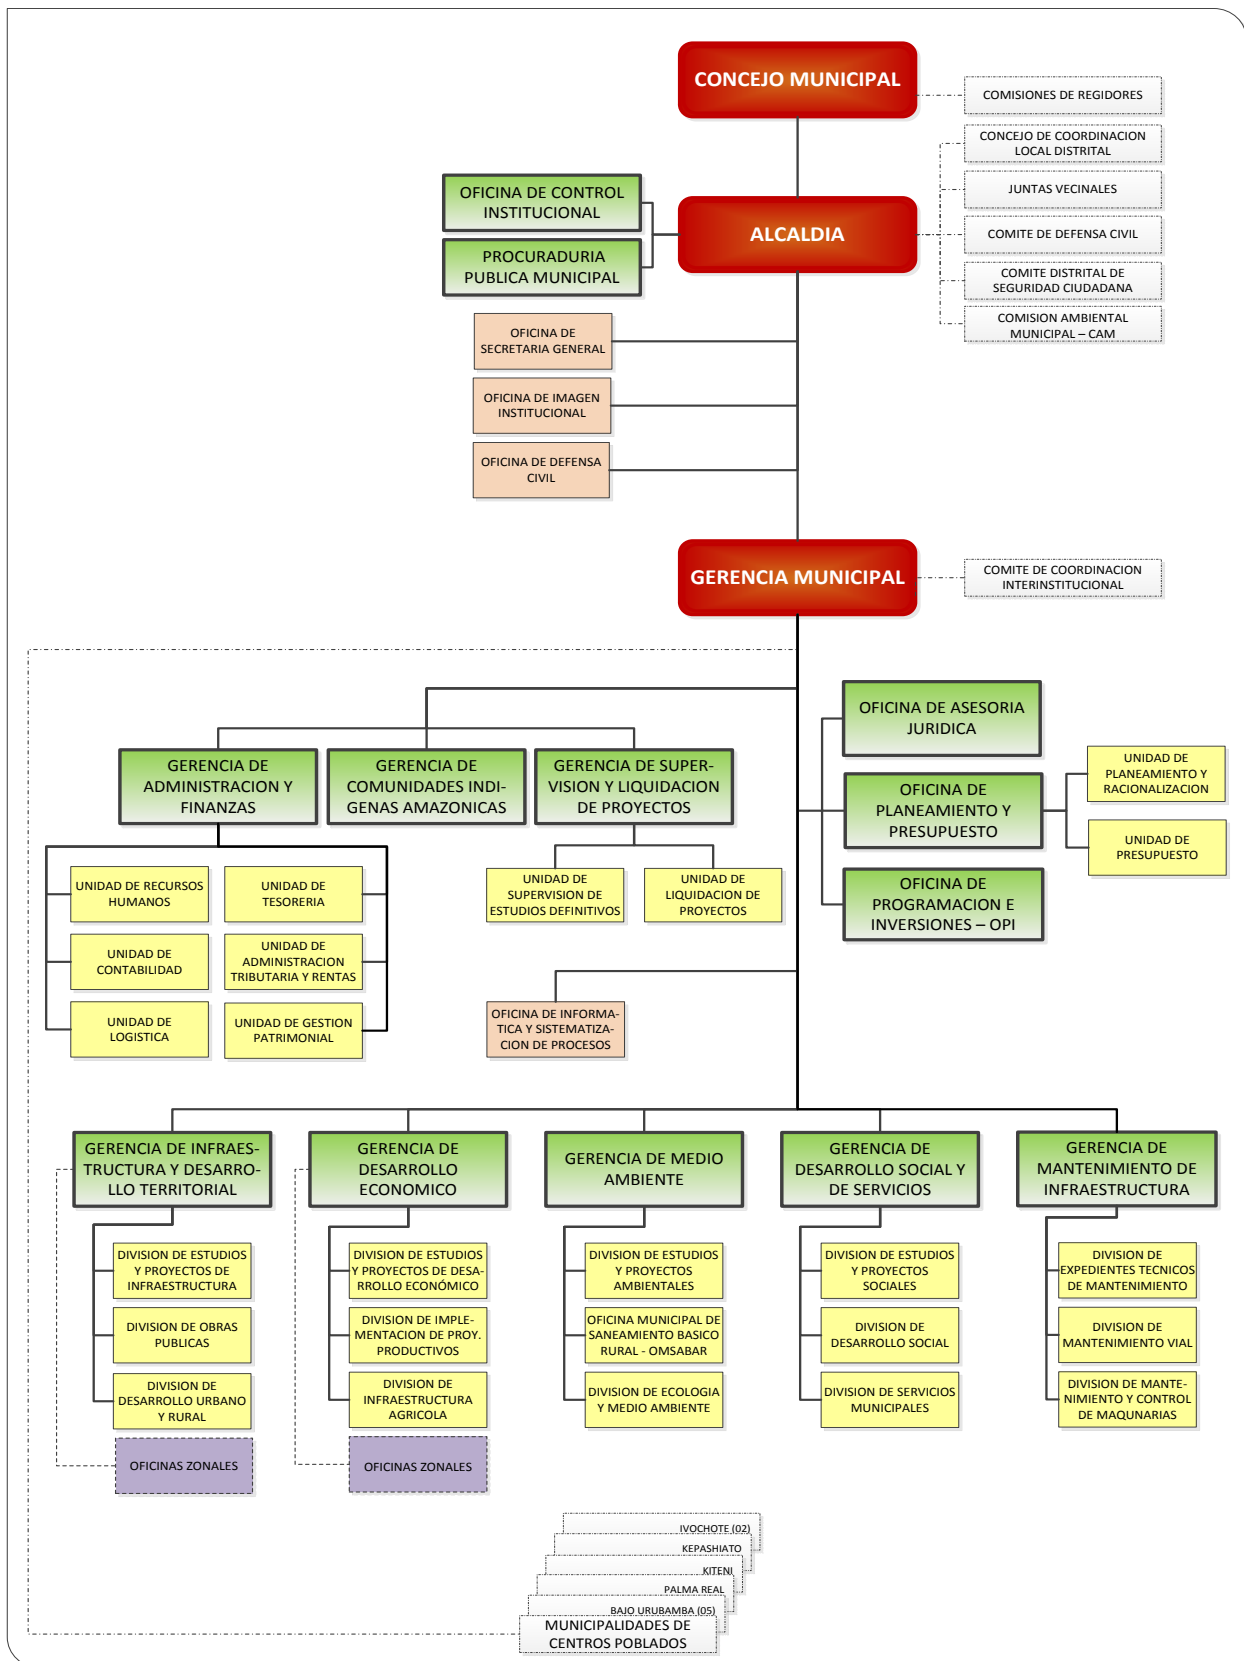 CONCEJO MUNICIPAL
COMISIONES DE REGIDORES
CONCEJO DE COORDINACION
LOCAL DISTRITAL
JUNTAS VECINALES
COMITE DE DEFENSA CIVIL
COMITE DISTRITAL DE
SEGURIDAD CIUDADANA
COMISION AMBIENTAL
MUNICIPAL – CAM
OFICINA DE CONTROL
INSTITUCIONAL
PROCURADURIA
PUBLICA MUNICIPAL
ALCALDIA
OFICINA DE
SECRETARIA GENERAL
OFICINA DE IMAGEN
INSTITUCIONAL
OFICINA DE DEFENSA
CIVIL
GERENCIA MUNICIPAL
COMITE DE COORDINACION
INTERINSTITUCIONAL
OFICINA DE ASESORIA
JURIDICA
OFICINA DE
PLANEAMIENTO Y
PRESUPUESTO
UNIDAD DE
PLANEAMIENTO Y
RACIONALIZACION
UNIDAD DE
PRESUPUESTO
OFICINA DE
PROGRAMACION E
INVERSIONES – OPI
GERENCIA DE
ADMINISTRACION Y
FINANZAS
GERENCIA DE
COMUNIDADES INDI-
GENAS AMAZONICAS
GERENCIA DE SUPER-
VISION Y LIQUIDACION
DE PROYECTOS
UNIDAD DE RECURSOS
HUMANOS
UNIDAD DE
TESORERIA
UNIDAD DE
CONTABILIDAD
UNIDAD DE
ADMINISTRACION
TRIBUTARIA Y RENTAS
UNIDAD DE
LOGISTICA
UNIDAD DE GESTION
PATRIMONIAL
UNIDAD DE
SUPERVISION DE
ESTUDIOS DEFINITIVOS
UNIDAD DE
LIQUIDACION DE
PROYECTOS
OFICINA DE INFORMA-
TICA Y SISTEMATIZA-
CION DE PROCESOS
GERENCIA DE INFRAES-
TRUCTURA Y DESARRO-
LLO TERRITORIAL
GERENCIA DE
DESARROLLO
ECONOMICO
GERENCIA DE MEDIO
AMBIENTE
GERENCIA DE
DESARROLLO SOCIAL Y
DE SERVICIOS
GERENCIA DE
MANTENIMIENTO DE
INFRAESTRUCTURA
DIVISION DE ESTUDIOS
Y PROYECTOS DE
INFRAESTRUCTURA
DIVISION DE OBRAS
PUBLICAS
DIVISION DE
DESARROLLO URBANO
Y RURAL
OFICINAS ZONALES
DIVISION DE ESTUDIOS
Y PROYECTOS DE DESA-
RROLLO ECONÓMICO
DIVISION DE IMPLE-
MENTACION DE PROY.
PRODUCTIVOS
DIVISION DE
INFRAESTRUCTURA
AGRICOLA
OFICINAS ZONALES
DIVISION DE ESTUDIOS
Y PROYECTOS
AMBIENTALES
OFICINA MUNICIPAL DE
SANEAMIENTO BASICO
RURAL - OMSABAR
DIVISION DE ECOLOGIA
Y MEDIO AMBIENTE
DIVISION DE ESTUDIOS
Y PROYECTOS
SOCIALES
DIVISION DE
DESARROLLO SOCIAL
DIVISION DE SERVICIOS
MUNICIPALES
DIVISION DE
EXPEDIENTES TECNICOS
DE MANTENIMIENTO
DIVISION DE
MANTENIMIENTO VIAL
DIVISION DE MANTE-
NIMIENTO Y CONTROL
DE MAQUNARIAS
IVOCHOTE (02)
KEPASHIATO
KITENI
PALMA REAL
BAJO URUBAMBA (05)
MUNICIPALIDADES DE
CENTROS POBLADOS